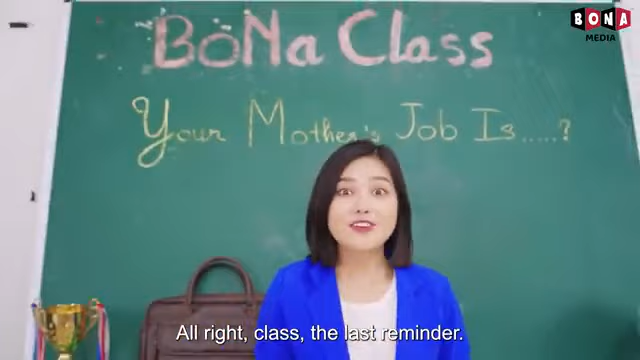 BONA
MEDIA
BoNa Class
Your Mother's Job Is.....?
All right, class, the last reminder.